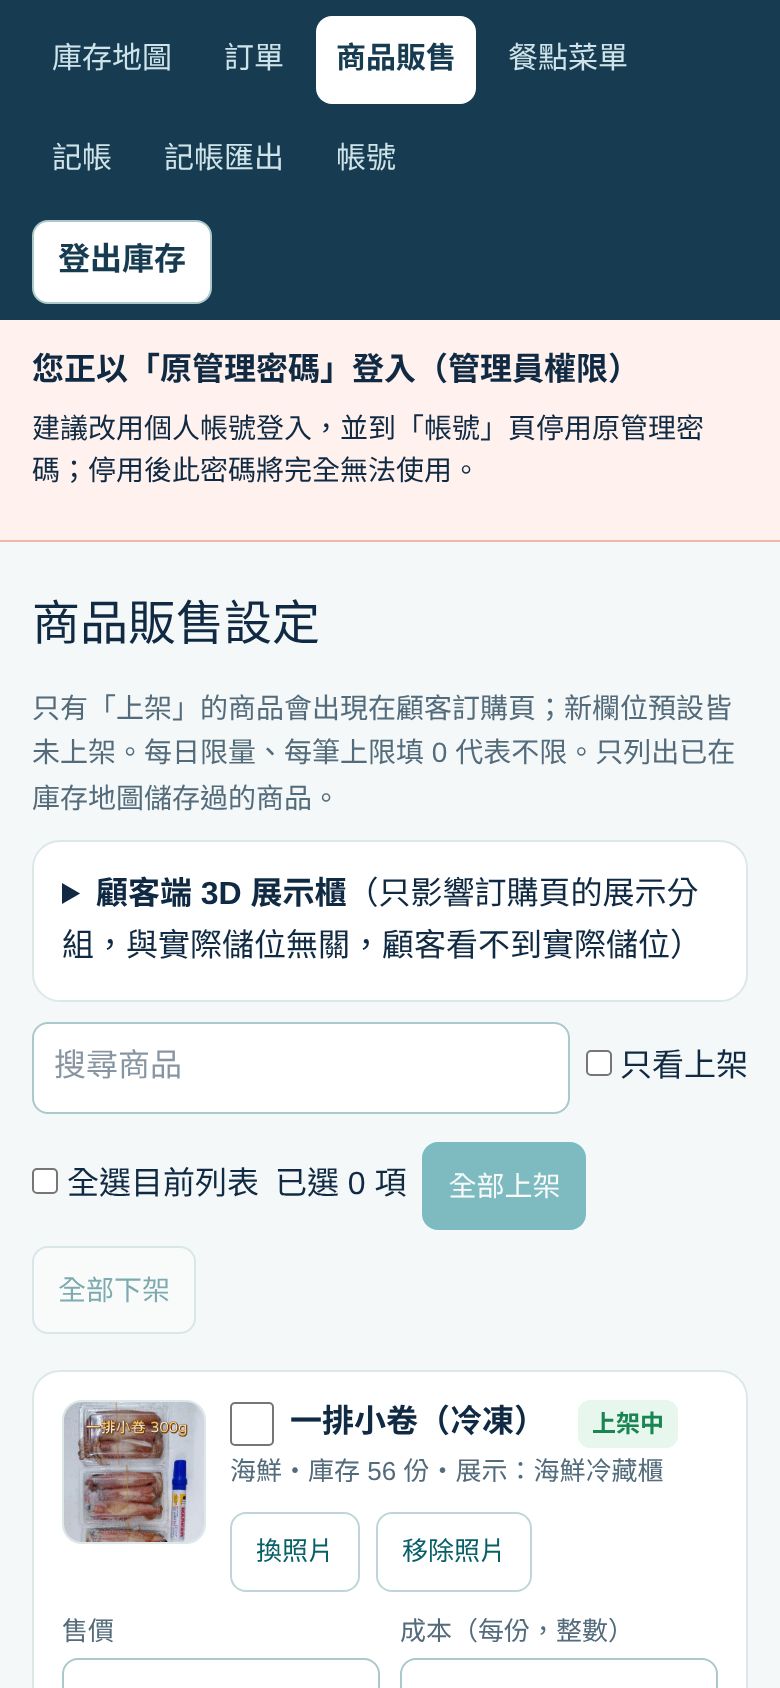 庫存地圖 訂單 商品販售 餐點菜單
記帳 記帳匯出 帳號
登出庫存
您正以「原管理密碼」登入（管理員權限）
建議改用個人帳號登入，並到「帳號」頁停用原管理密
碼；停用後此密碼將完全無法使用。
商品販售設定
只有「上架」的商品會出現在顧客訂購頁；新欄位預設皆
未上架。每日限量、每筆上限填 0 代表不限。只列出已在
庫存地圖儲存過的商品。
▶ 顧客端 3D 展示櫃（只影響訂購頁的展示分
組，與實際儲位無關，顧客看不到實際儲位）
搜尋商品 只看上架
全選目前列表 已選 0 項 全部上架
全部下架
一排小卷 300g
一排小卷（冷凍） 上架中
海鮮・庫存 56 份・展示：海鮮冷藏櫃
換照片 移除照片
售價 成本（每份，整數）